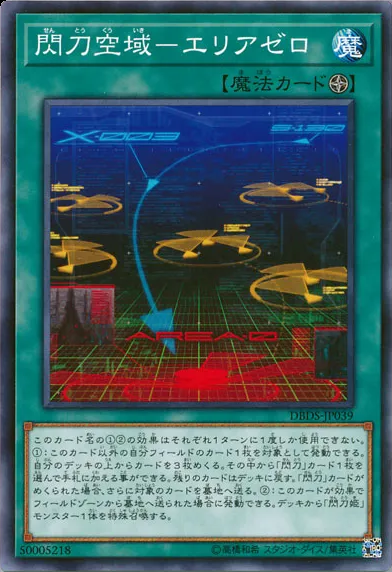 閃刀空域－エリアゼロ
魔
【魔法カード】
X-003
AREA-0
DBDS-JP039
このカード名の①②の効果はそれぞれ1ターンに1度しか使用できない。
①：このカード以外の自分フィールドのカード1枚を対象として発動できる。
自分のデッキの上からカードを3枚めくる。その中から「閃刀」カード1枚を
選んで手札に加える事ができる。残りのカードはデッキに戻す。「閃刀」カードが
めくられた場合、さらに対象のカードを墓地へ送る。②：このカードが効果で
フィールドゾーンから墓地へ送られた場合に発動できる。デッキから「閃刀姫」
モンスター1体を特殊召喚する。
50005218
©高橋和希 スタジオ・ダイス/集英社